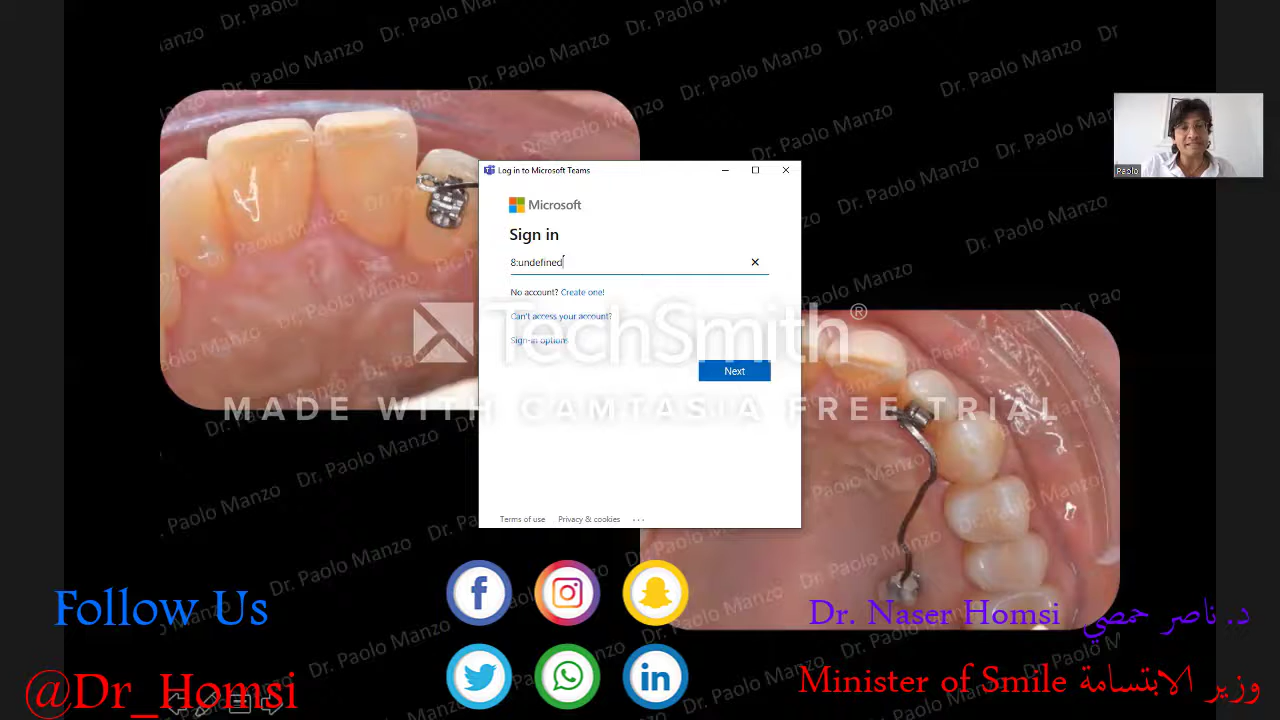 Dr. Paolo Manzo
Paolo
Log in to Microsoft Teams
Microsoft
Sign in
8:undefined
No account? Create one!
Can't access your account?
Sign-in options
Next
TechSmith®
MADE WITH CAMTASIA FREE TRIAL
Terms of use Privacy & cookies ...
Follow Us
Dr. Naser Homsi د. ناصر حمصي
@Dr_Homsi
Minister of Smile وزير الابتسامة